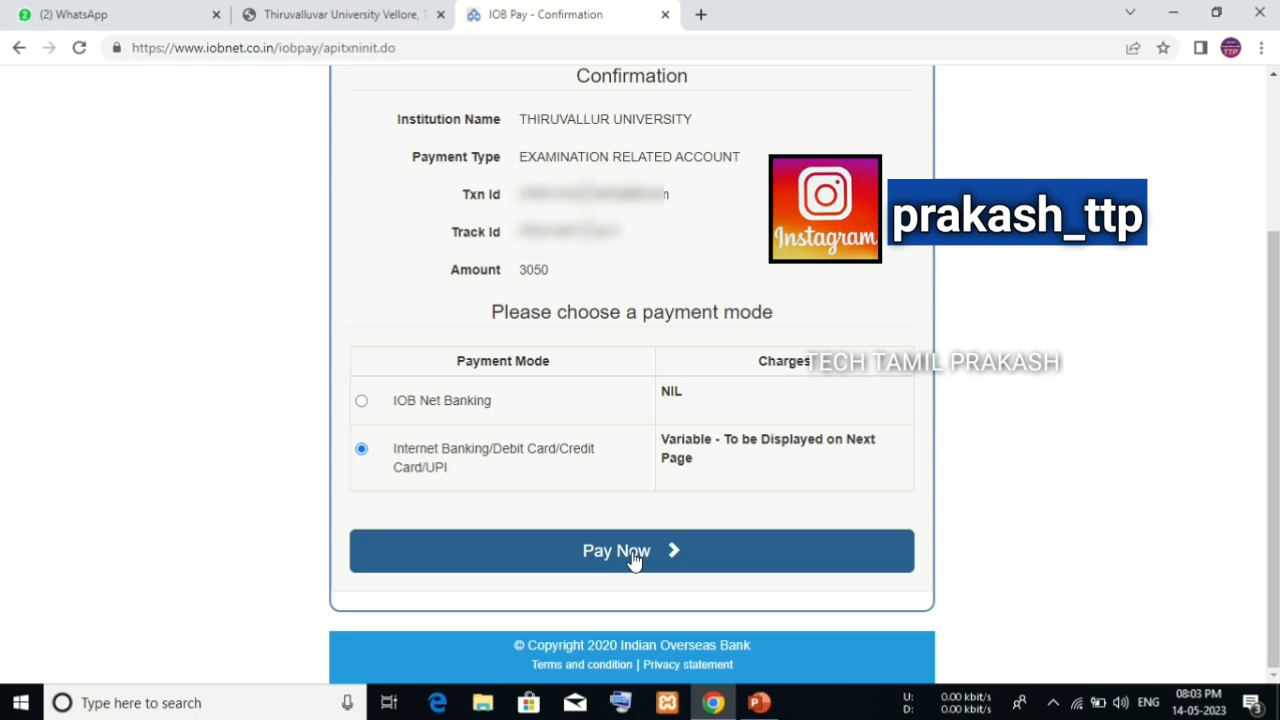 (2) WhatsApp
Thiruvalluvar University Vellore, T
IOB Pay - Confirmation
https://www.iobnet.co.in/iobpay/apitxninit.do
Confirmation
Institution Name THIRUVALLUR UNIVERSITY
Payment Type EXAMINATION RELATED ACCOUNT
Txn Id
Track Id
Amount 3050
Instagram
prakash_ttp
Please choose a payment mode
Payment Mode Charges
TECH TAMIL PRAKASH
IOB Net Banking NIL
Internet Banking/Debit Card/Credit
Card/UPI
Variable - To be Displayed on Next
Page
Pay Now
© Copyright 2020 Indian Overseas Bank
Terms and condition | Privacy statement
Type here to search
U: 0.00 kbit/s
D: 0.00 kbit/s
ENG
08:03 PM
14-05-2023
3